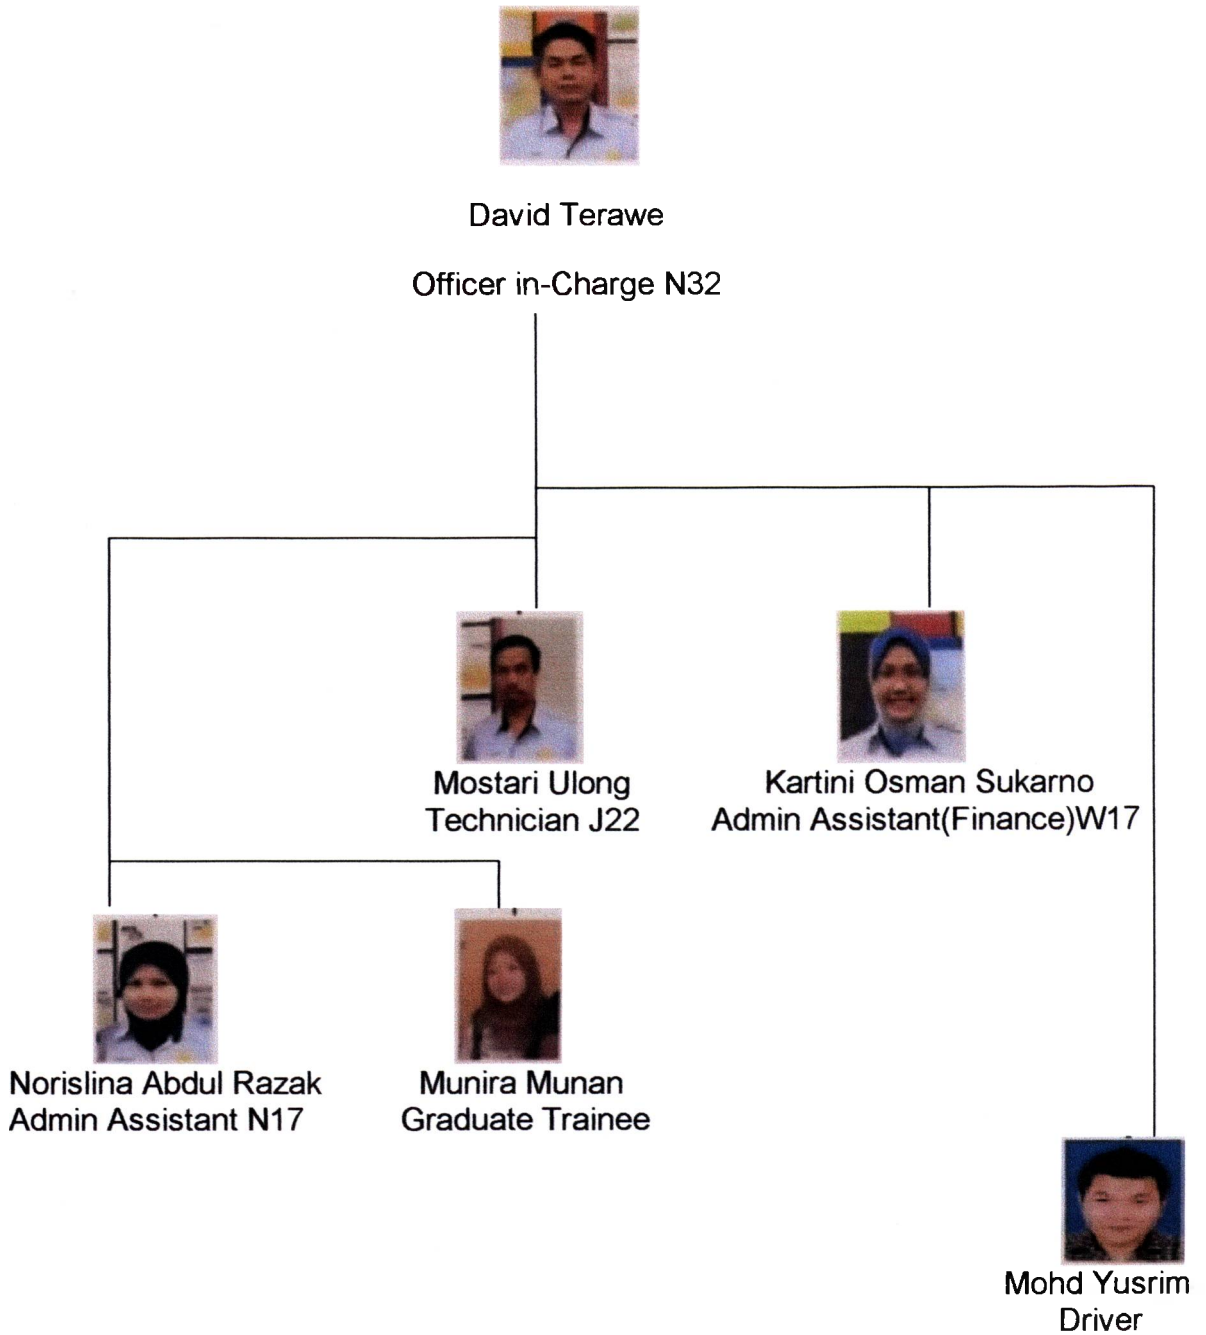 David Terawe
Officer in-Charge N32
Mostari Ulong
Technician J22
Kartini Osman Sukarno
Admin Assistant(Finance)W17
Norislina Abdul Razak
Admin Assistant N17
Munira Munan
Graduate Trainee
Mohd Yusrim
Driver